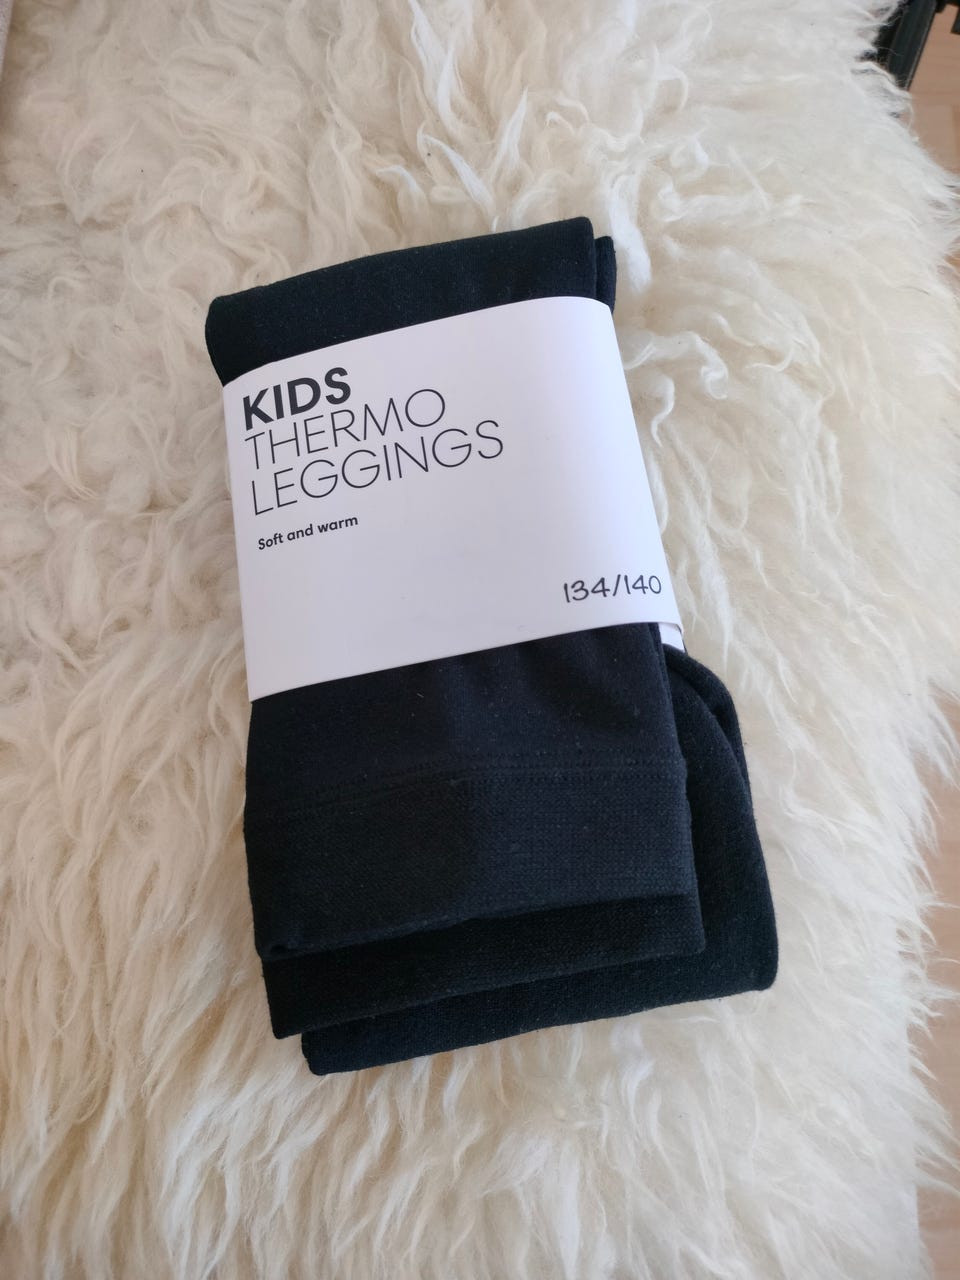 KIDS
THERMO
LEGGINGS
Soft and warm
134/140